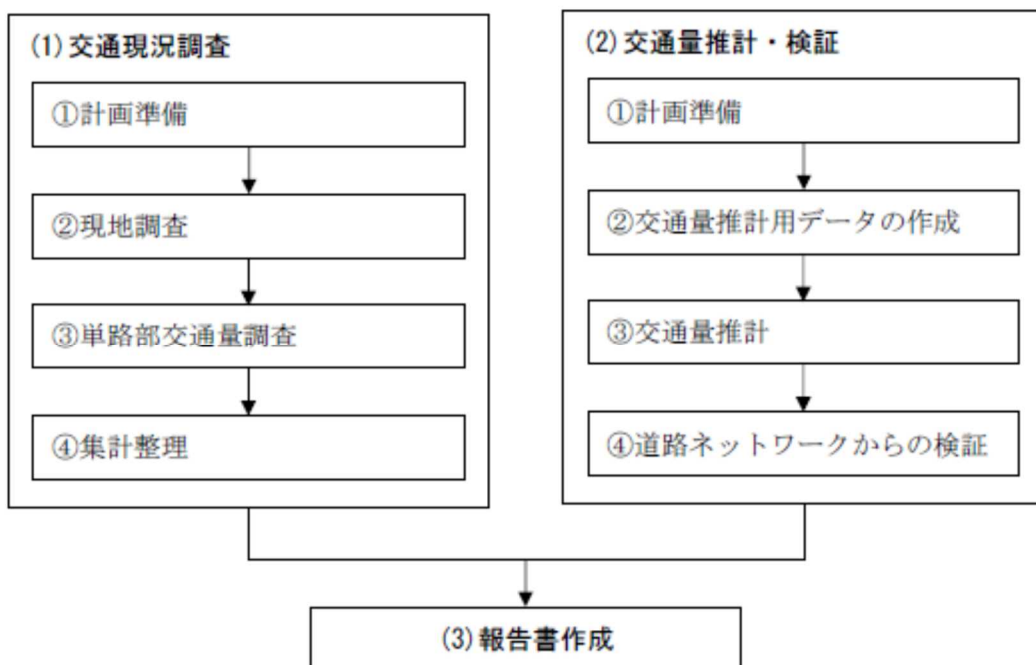 (1)交通現況調査
①計画準備
②現地調査
③単路部交通量調査
④集計整理
(2)交通量推計・検証
①計画準備
②交通量推計用データの作成
③交通量推計
④道路ネットワークからの検証
(3)報告書作成